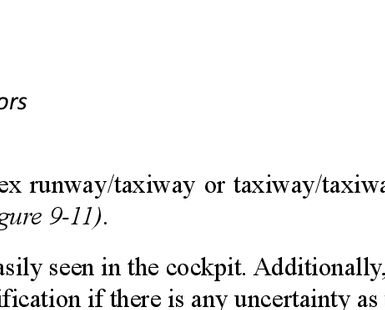 ors
ex runway/taxiway or taxiway/taxiwa
gure 9-11).
asily seen in the cockpit. Additionally,
ification if there is any uncertainty as